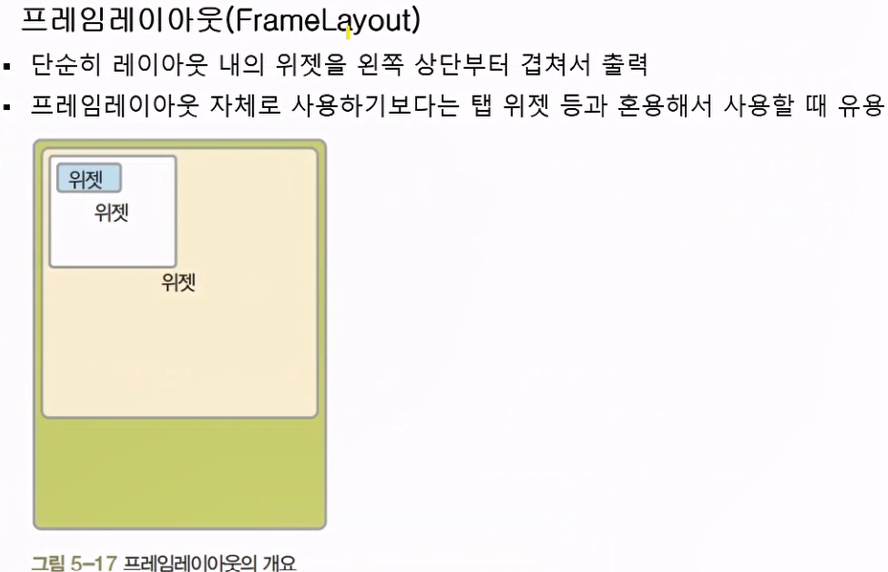 프레임레이아웃(FrameLayout)
▪ 단순히 레이아웃 내의 위젯을 왼쪽 상단부터 겹쳐서 출력
▪ 프레임레이아웃 자체로 사용하기보다는 탭 위젯 등과 혼용해서 사용할 때 유용
위젯
위젯
위젯
그림 5-17 프레임레이아웃의 개요